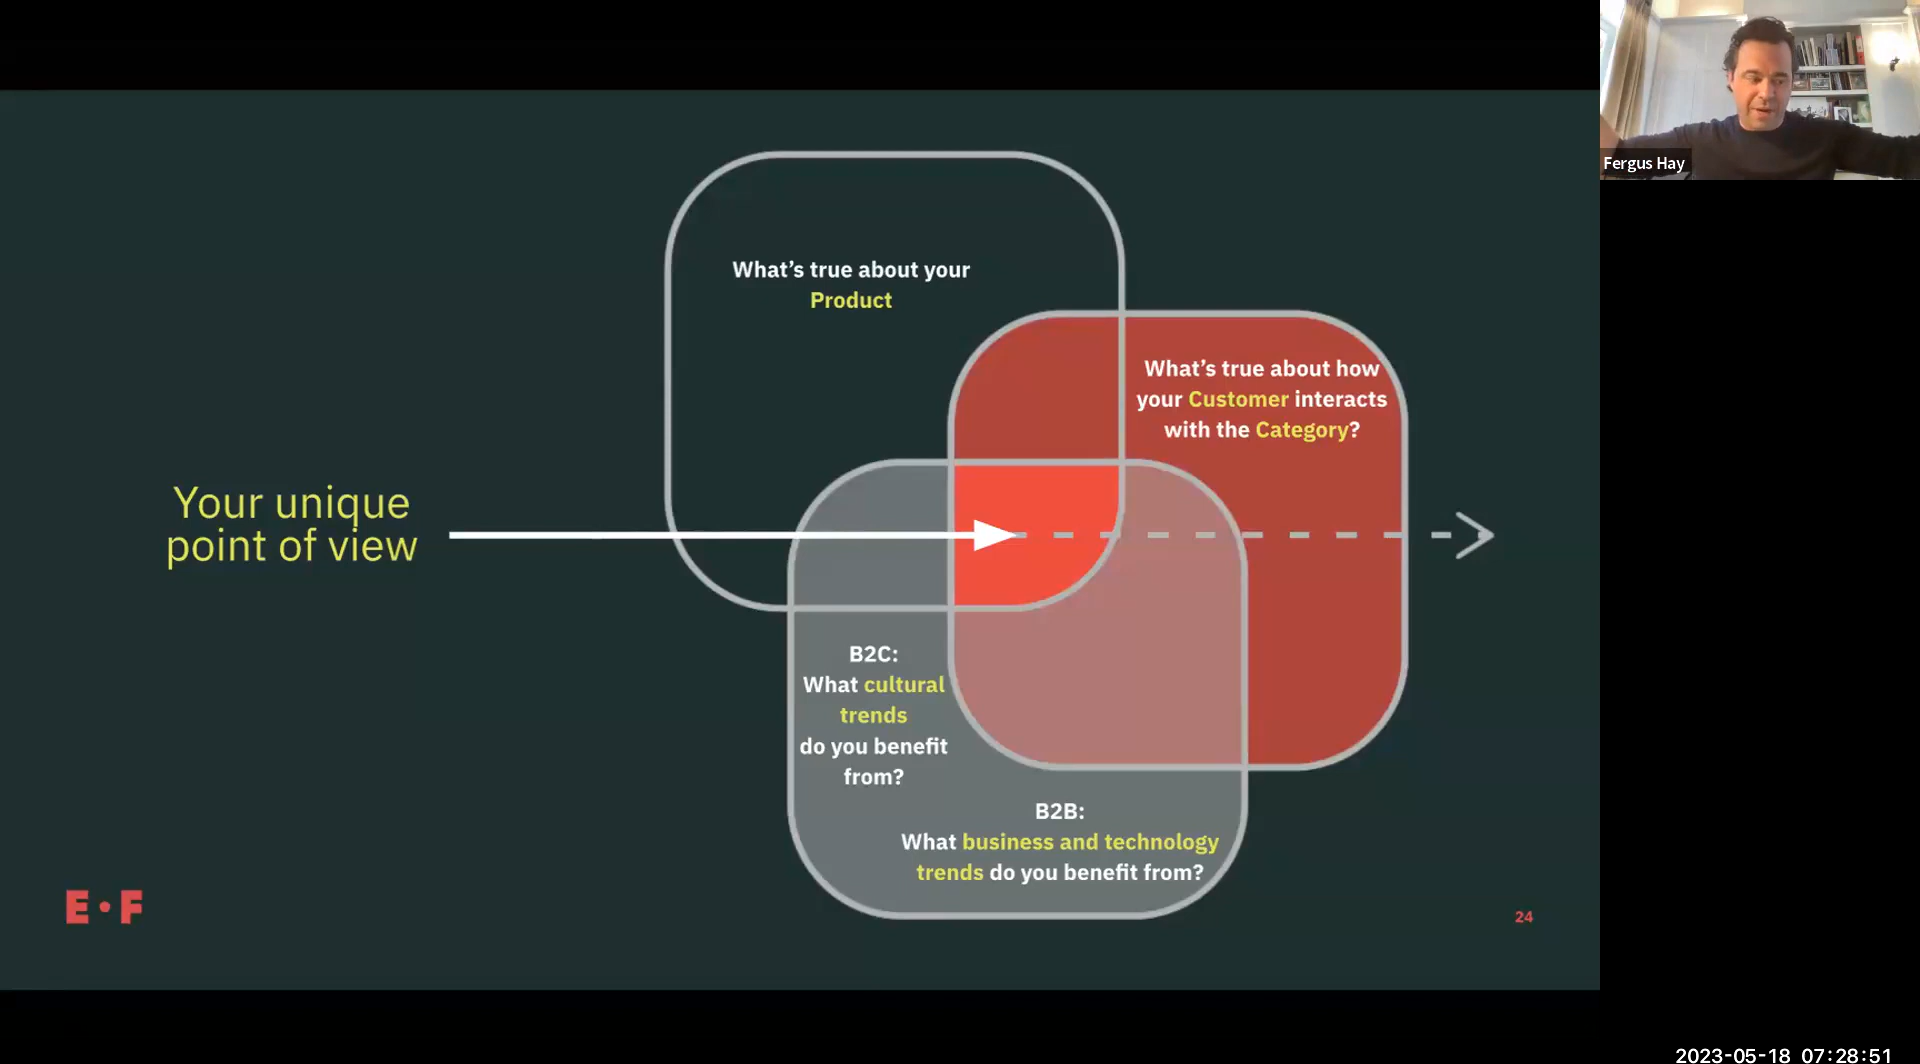 Fergus Hay
What's true about your
Product
What's true about how
your Customer interacts
with the Category?
Your unique
point of view
B2C:
What cultural
trends
do you benefit
from?
B2B:
What business and technology
trends do you benefit from?
E•F
24
2023-05-18 07:28:51